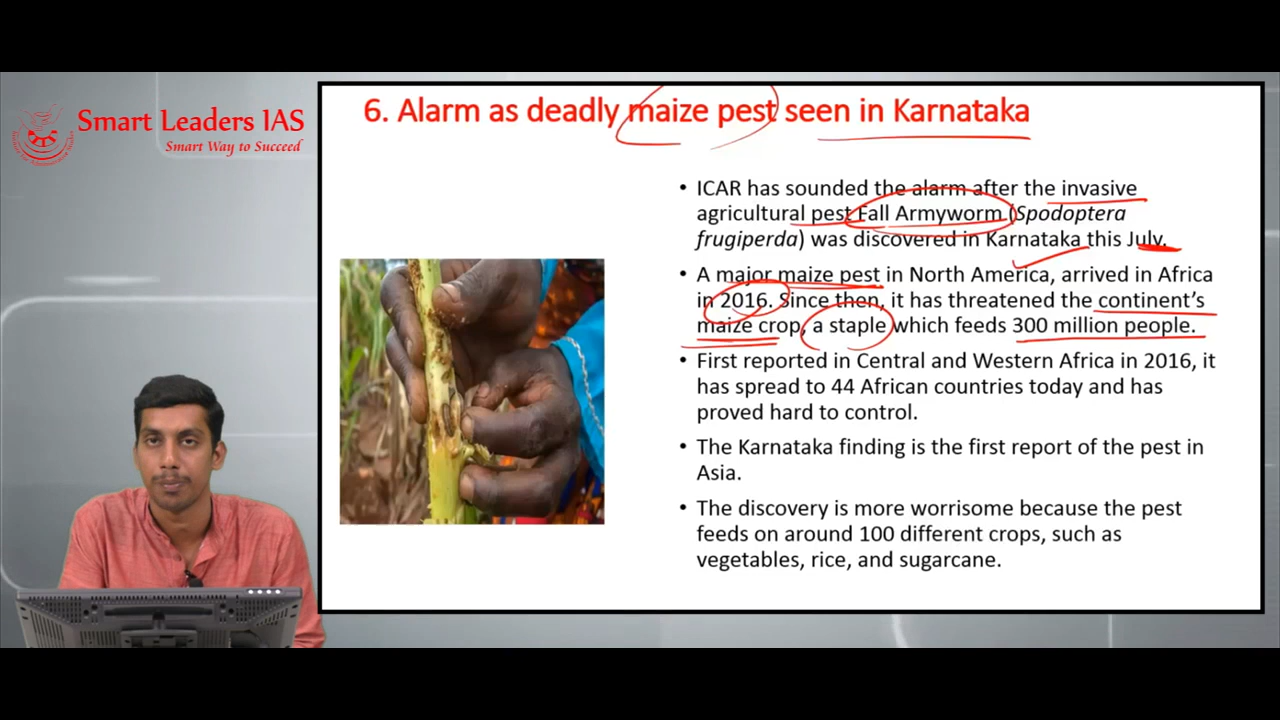 Smart Leaders IAS
Smart Way to Succeed
6. Alarm as deadly maize pest seen in Karnataka
• ICAR has sounded the alarm after the invasive
agricultural pest Fall Armyworm (Spodoptera
frugiperda) was discovered in Karnataka this July.
• A major maize pest in North America, arrived in Africa
in 2016. Since then, it has threatened the continent's
maize crop, a staple which feeds 300 million people.
• First reported in Central and Western Africa in 2016, it
has spread to 44 African countries today and has
proved hard to control.
• The Karnataka finding is the first report of the pest in
Asia.
• The discovery is more worrisome because the pest
feeds on around 100 different crops, such as
vegetables, rice, and sugarcane.